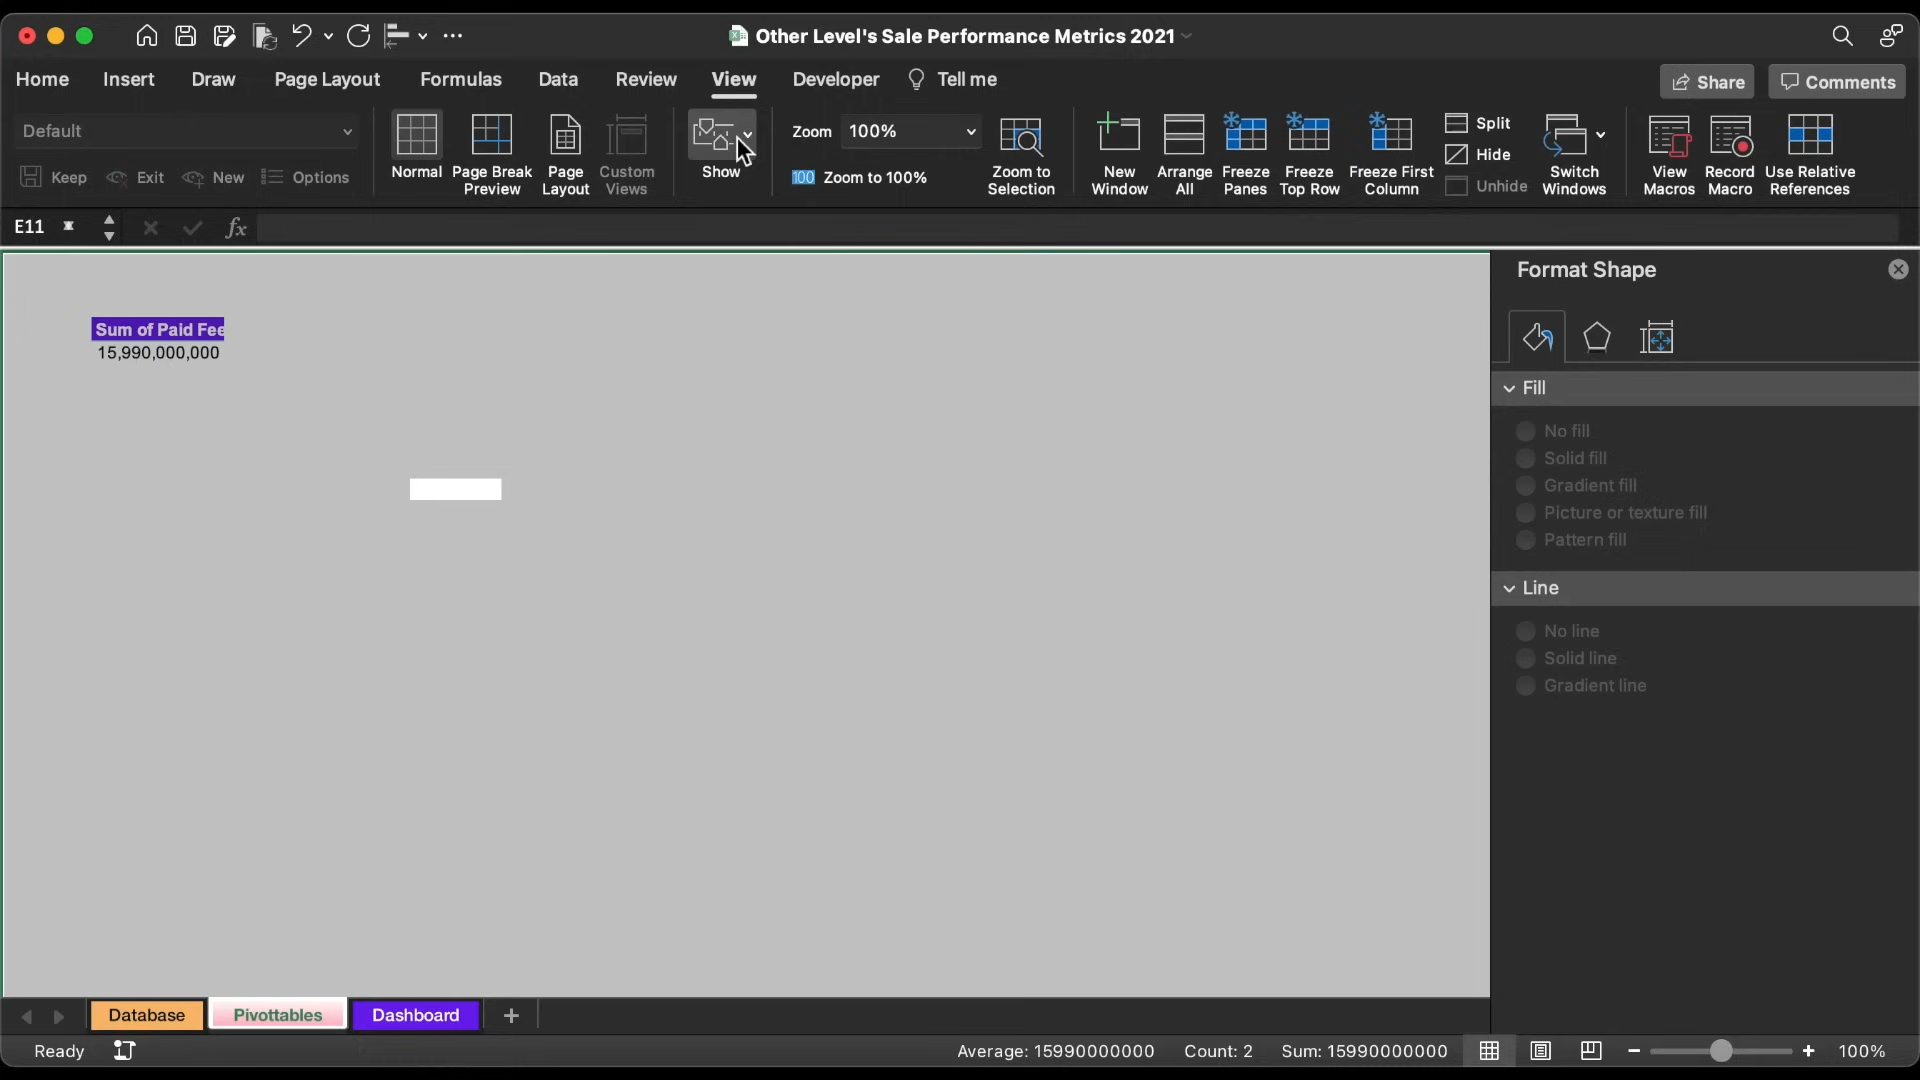 Other Level's Sale Performance Metrics 2021
Home Insert Draw Page Layout Formulas Data Review View Developer Tell me Share Comments
Default
Keep Exit New Options
Normal
Page Break Preview
Page Layout
Custom Views
Show
Zoom 100%
100 Zoom to 100%
Zoom to Selection
New Window
Arrange All
Freeze Panes
Freeze Top Row
Freeze First Column
Split
Hide
Unhide
Switch Windows
View Macros
Record Macro
Use Relative References
E11 fx
Format Shape
Sum of Paid Fee
15,990,000,000
Fill
No fill
Solid fill
Gradient fill
Picture or texture fill
Pattern fill
Line
No line
Solid line
Gradient line
Database Pivottables Dashboard +
Ready Average: 15990000000 Count: 2 Sum: 15990000000 − + 100%